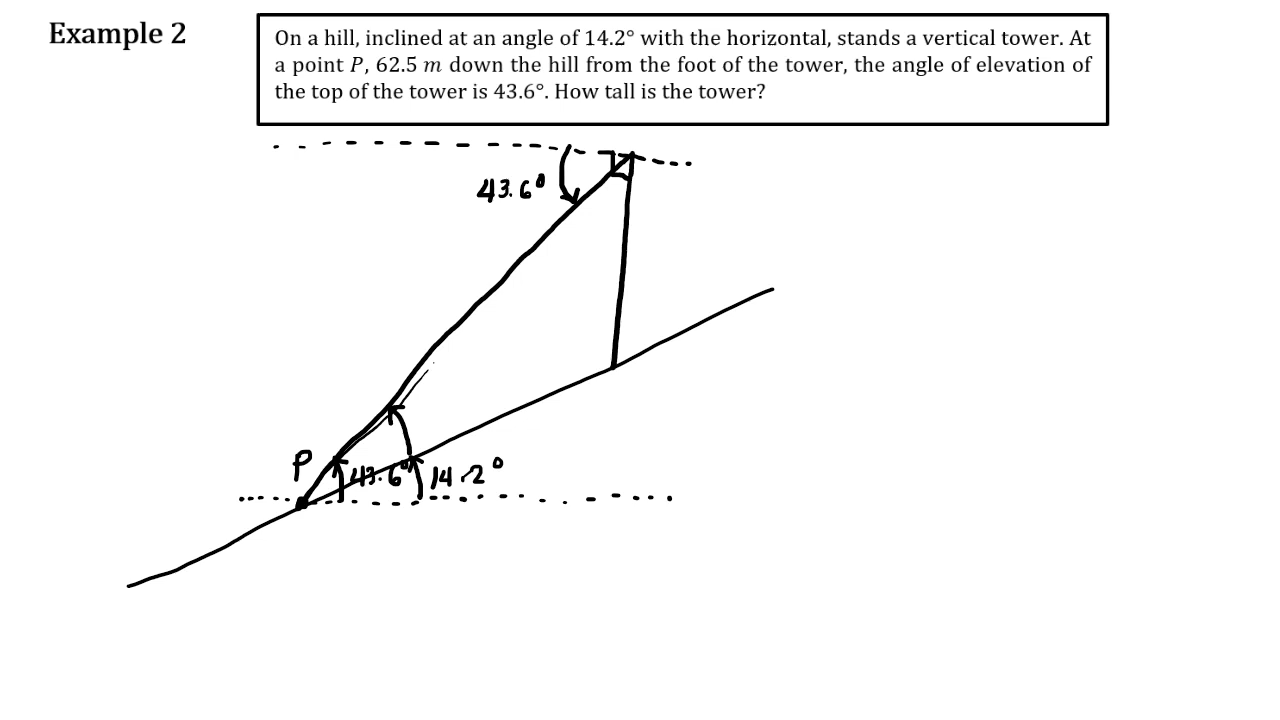 Example 2
On a hill, inclined at an angle of 14.2° with the horizontal, stands a vertical tower. At
a point P, 62.5 m down the hill from the foot of the tower, the angle of elevation of
the top of the tower is 43.6°. How tall is the tower?
43.6°
P
43.6° 14.2°